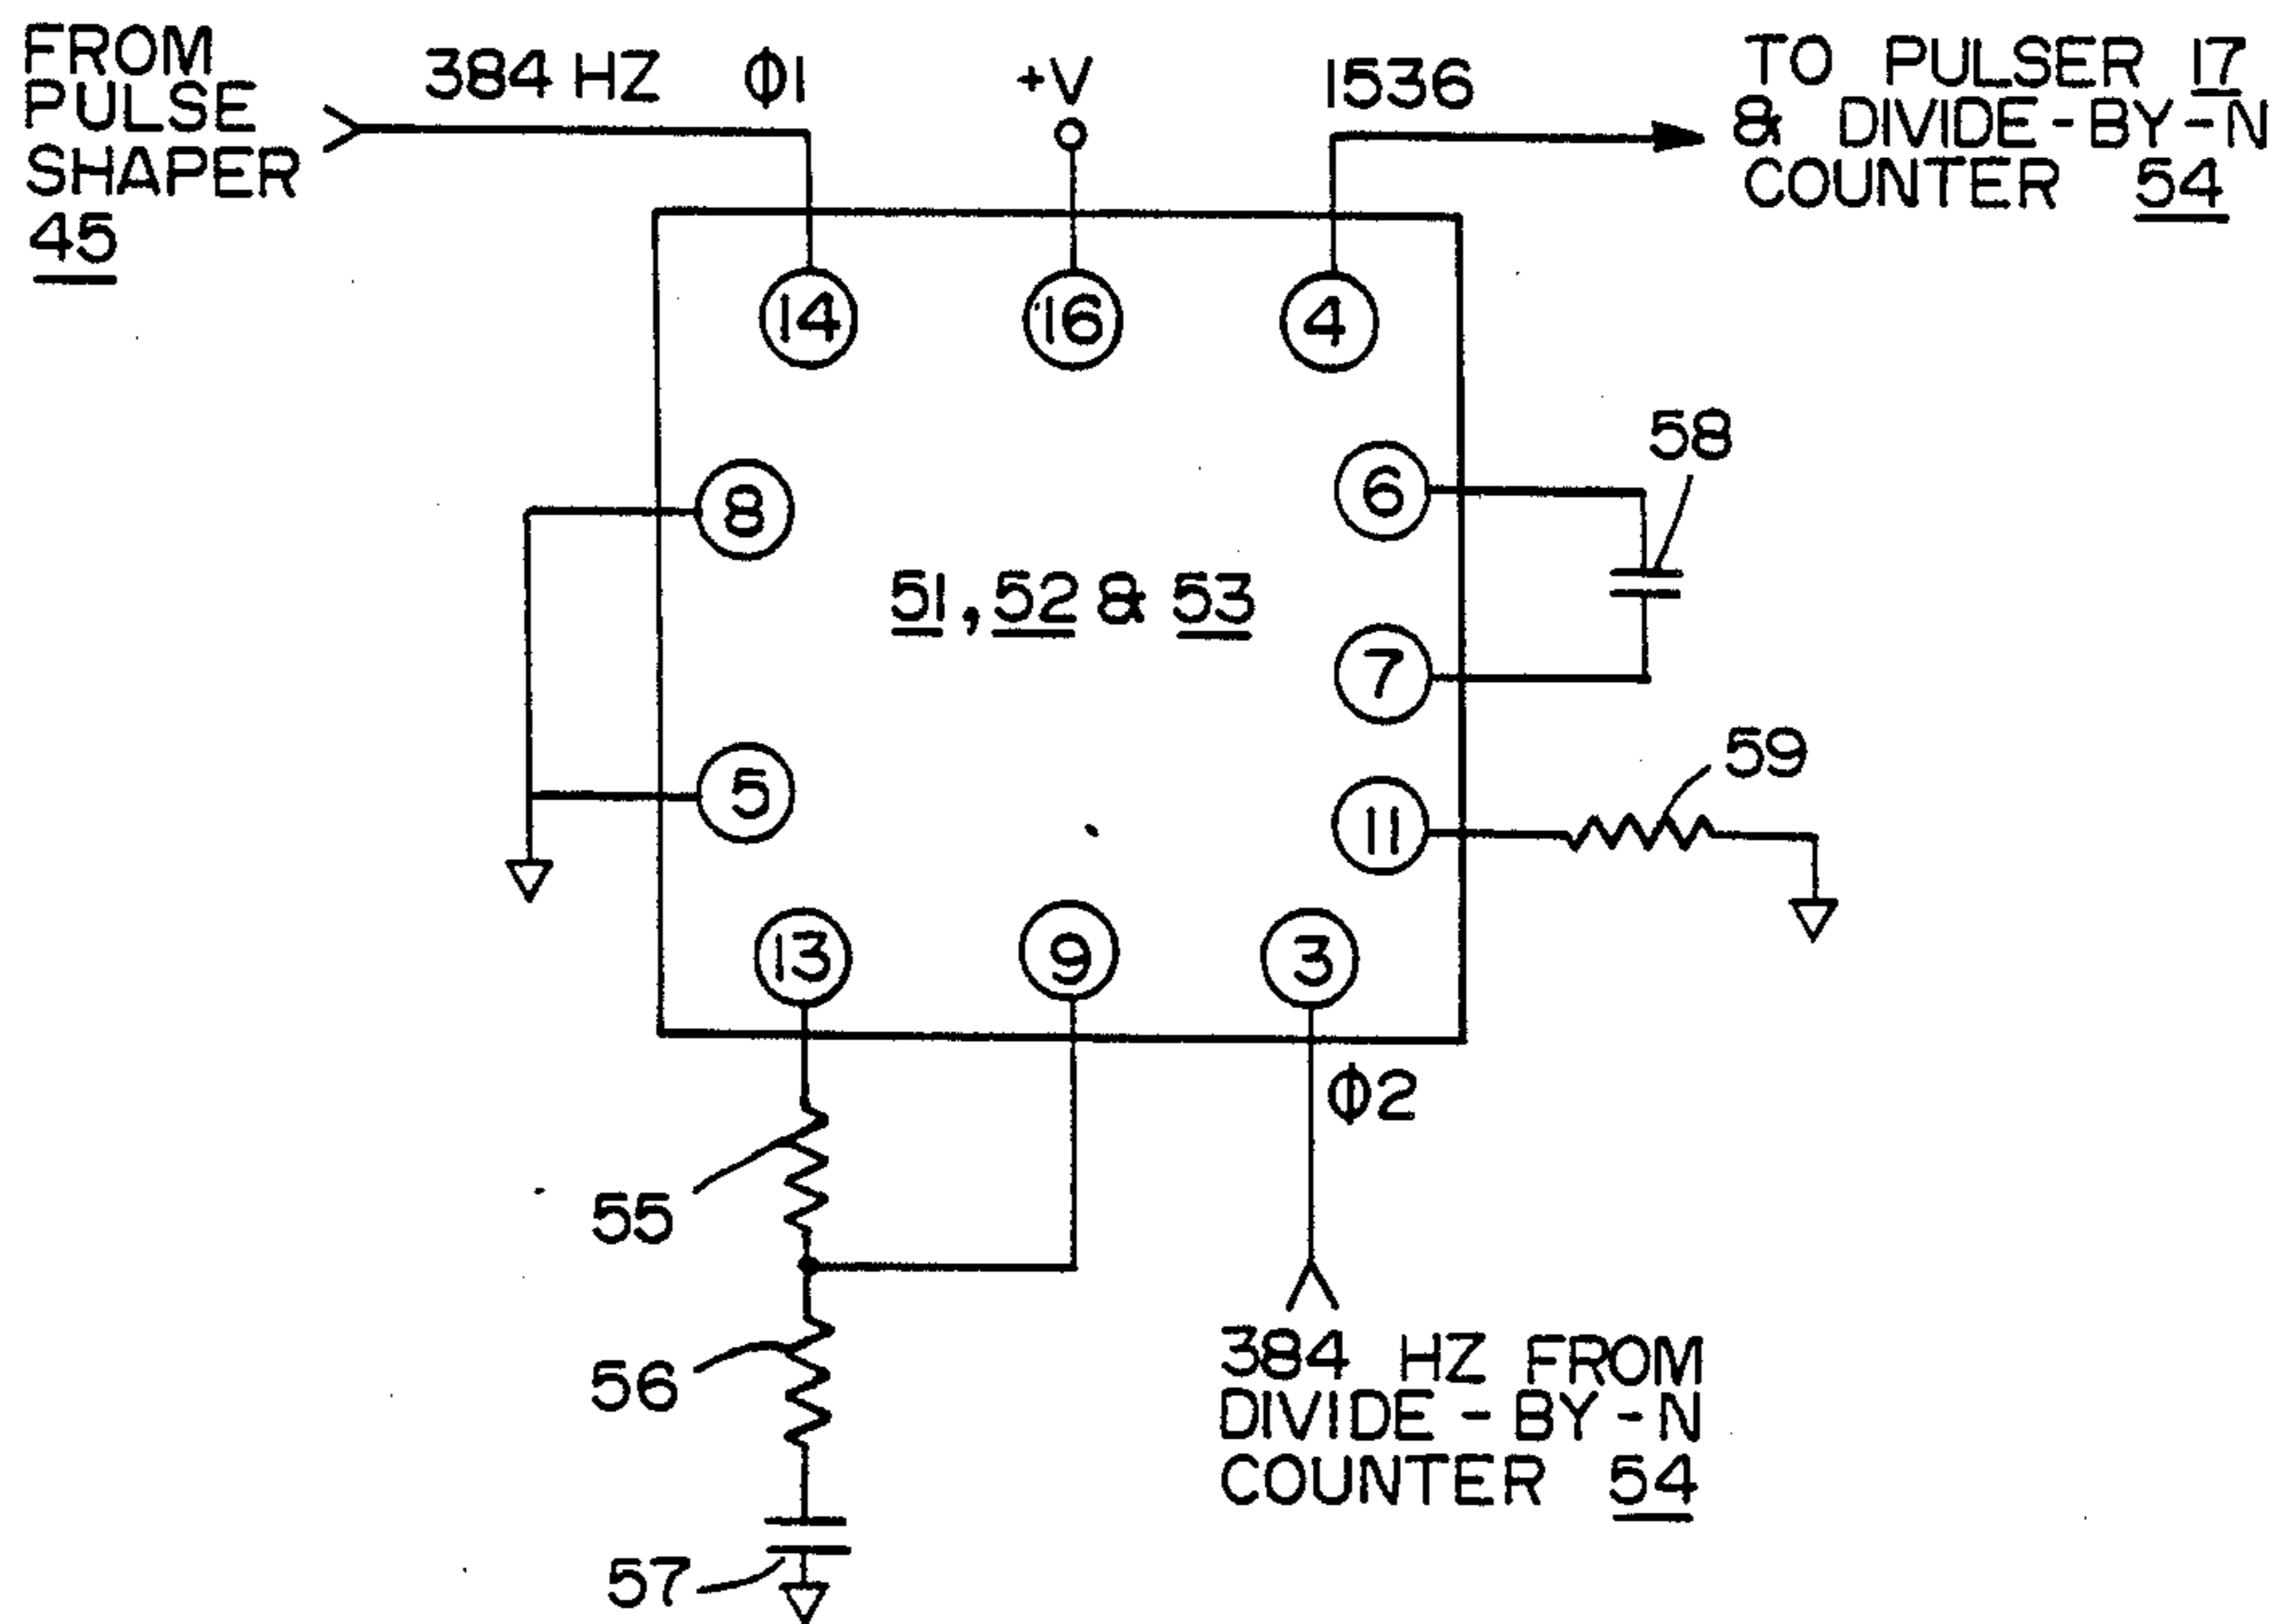 FROM
PULSE
SHAPER
45
384 HZ Φ1
+V
1536
TO PULSER 17
& DIVIDE-BY-N
COUNTER 54
14
16
4
8
6
58
51, 52 & 53
7
5
11
59
13
9
3
Φ2
55
56
57
384 HZ FROM
DIVIDE-BY-N
COUNTER 54